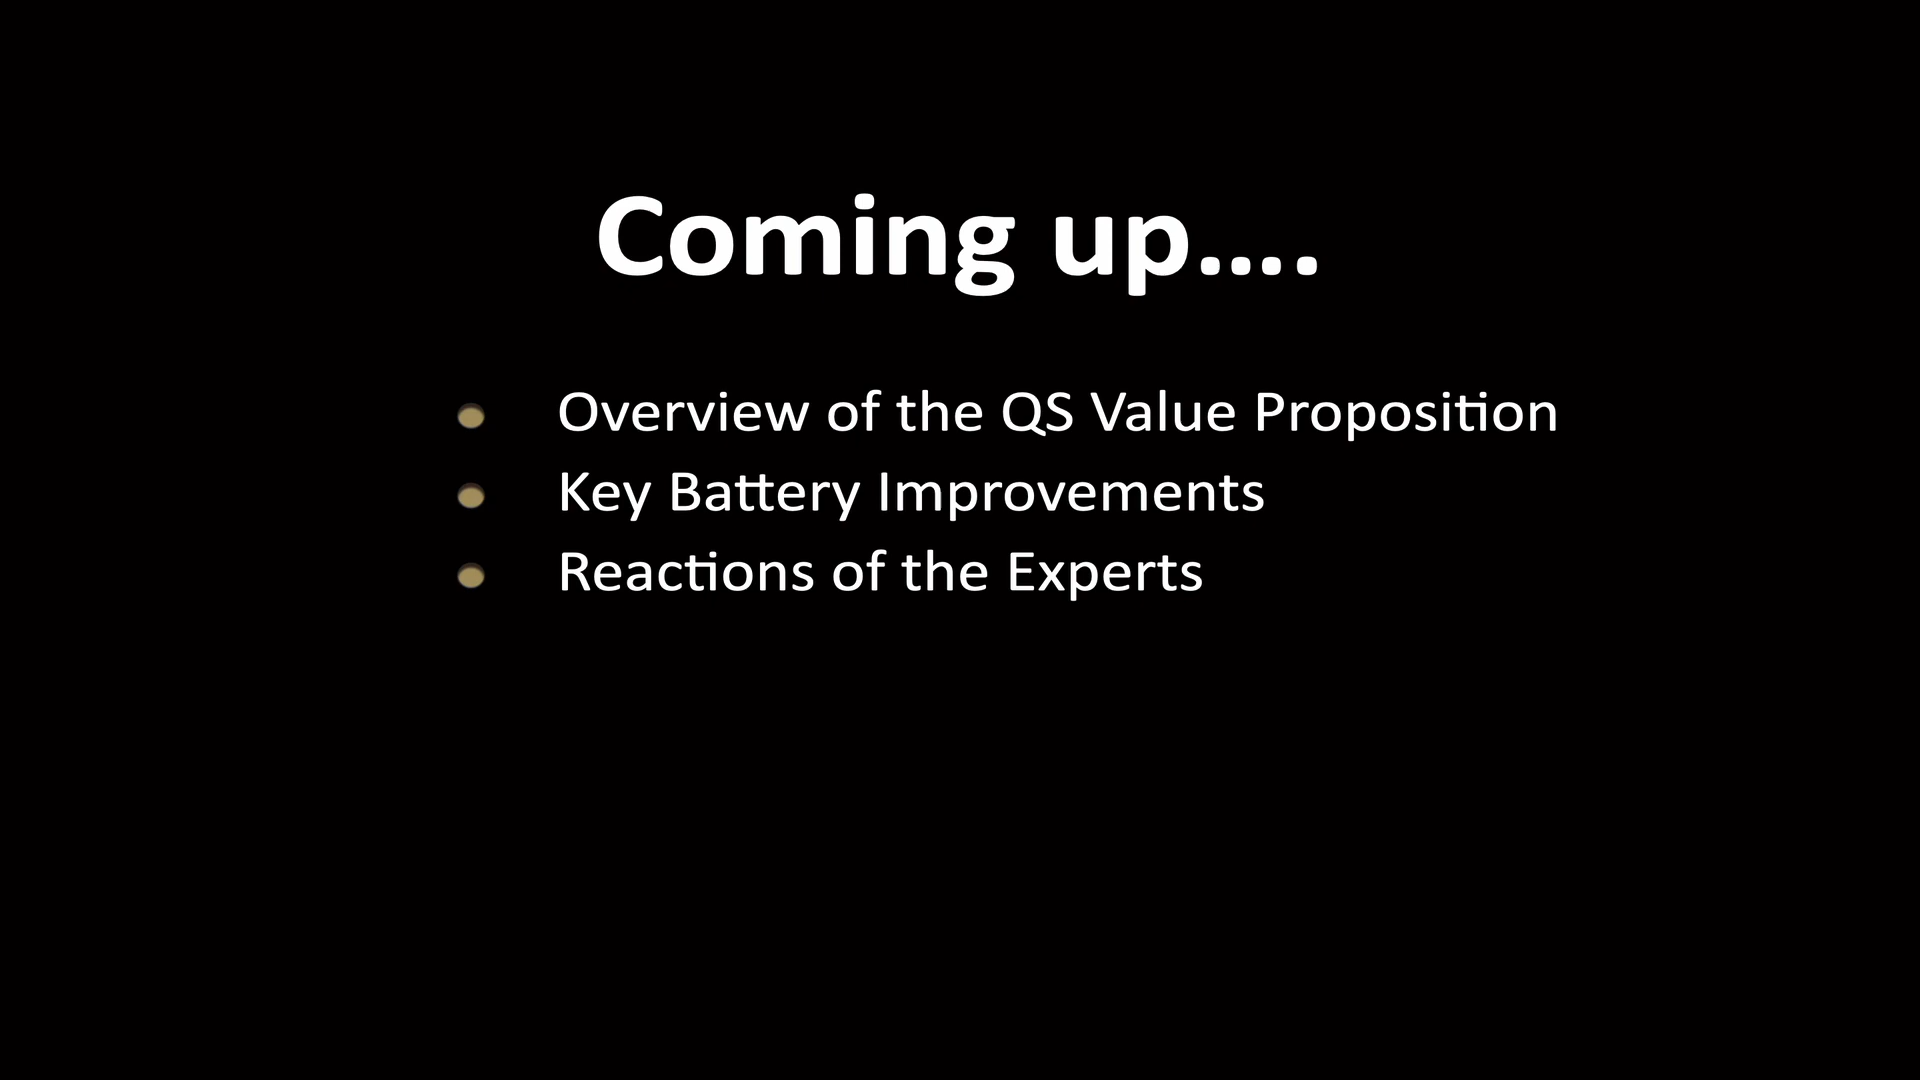 Coming up....
Overview of the QS Value Proposition
Key Battery Improvements
Reactions of the Experts